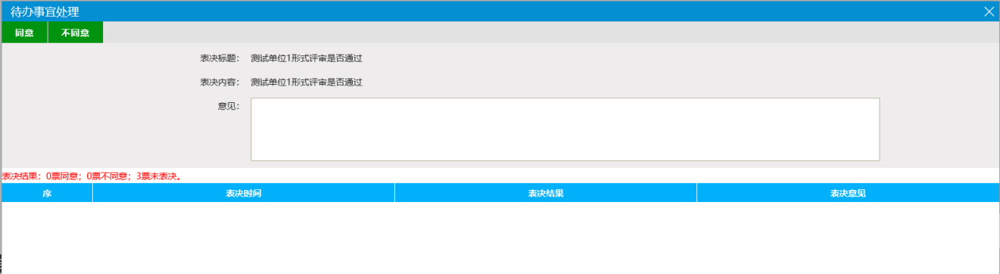 待办事宜处理
同意 不同意
表决标题： 测试单位1形式评审是否通过
表决内容： 测试单位1形式评审是否通过
意见：
表决结果：0票同意；0票不同意；3票未表决。
序 表决时间 表决结果 表决意见